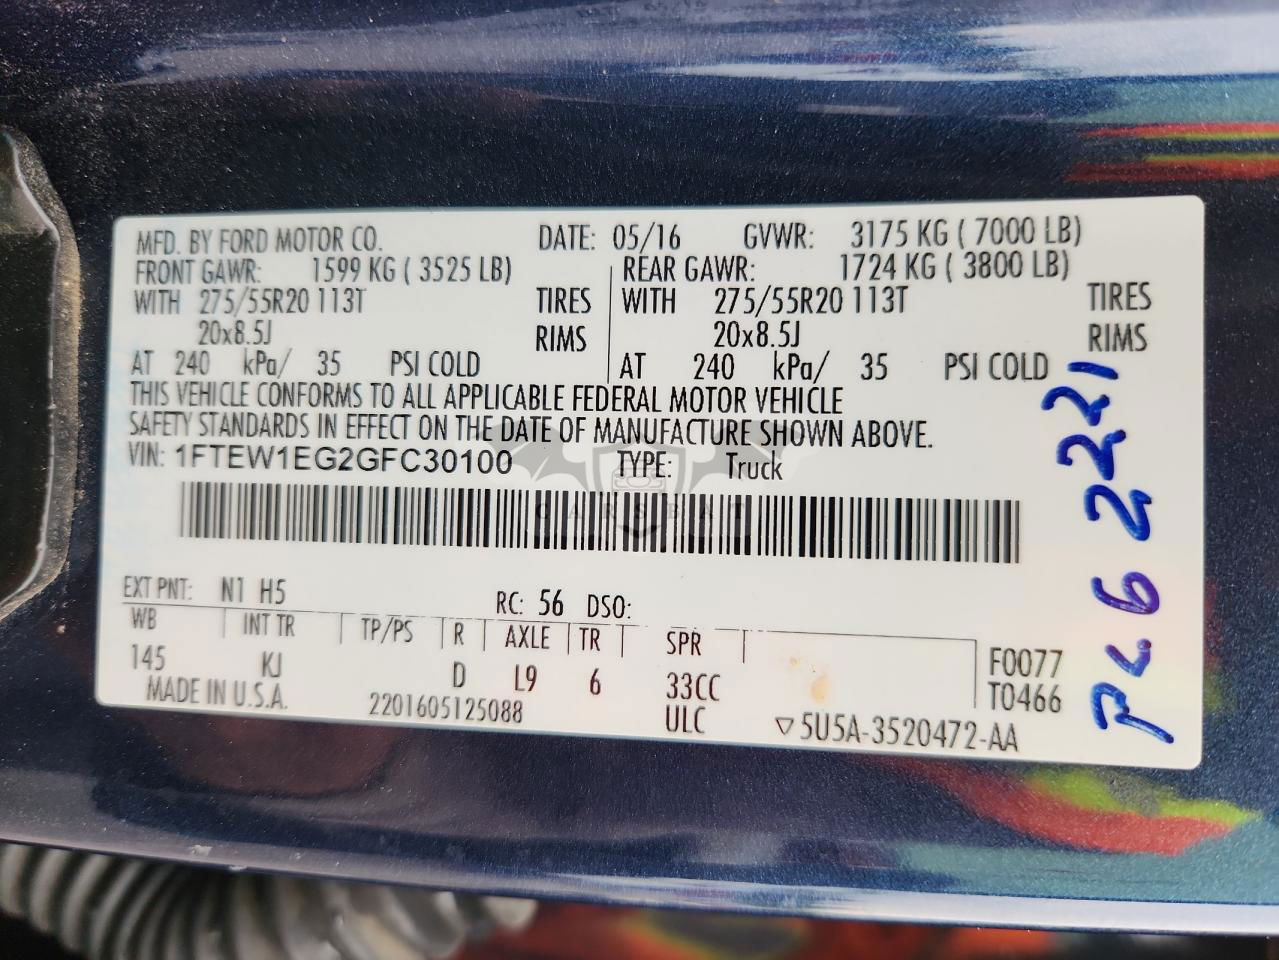 MFD. BY FORD MOTOR CO. DATE: 05/16 GVWR: 3175 KG ( 7000 LB)
FRONT GAWR: 1599 KG ( 3525 LB) REAR GAWR: 1724 KG ( 3800 LB)
WITH 275/55R20 113T TIRES WITH 275/55R20 113T TIRES
20x8.5J RIMS 20x8.5J RIMS
AT 240 kPa/ 35 PSI COLD AT 240 kPa/ 35 PSI COLD
THIS VEHICLE CONFORMS TO ALL APPLICABLE FEDERAL MOTOR VEHICLE
SAFETY STANDARDS IN EFFECT ON THE DATE OF MANUFACTURE SHOWN ABOVE.
VIN: 1FTEW1EG2GFC30100 TYPE: Truck
CARSBAT
EXT PNT: N1 H5 RC: 56 DSO:
WB INT TR TP/PS R AXLE TR SPR
145 KJ D L9 6 33CC F0077
MADE IN U.S.A. 2201605125088 ULC T0466
▽5U5A-3520472-AA